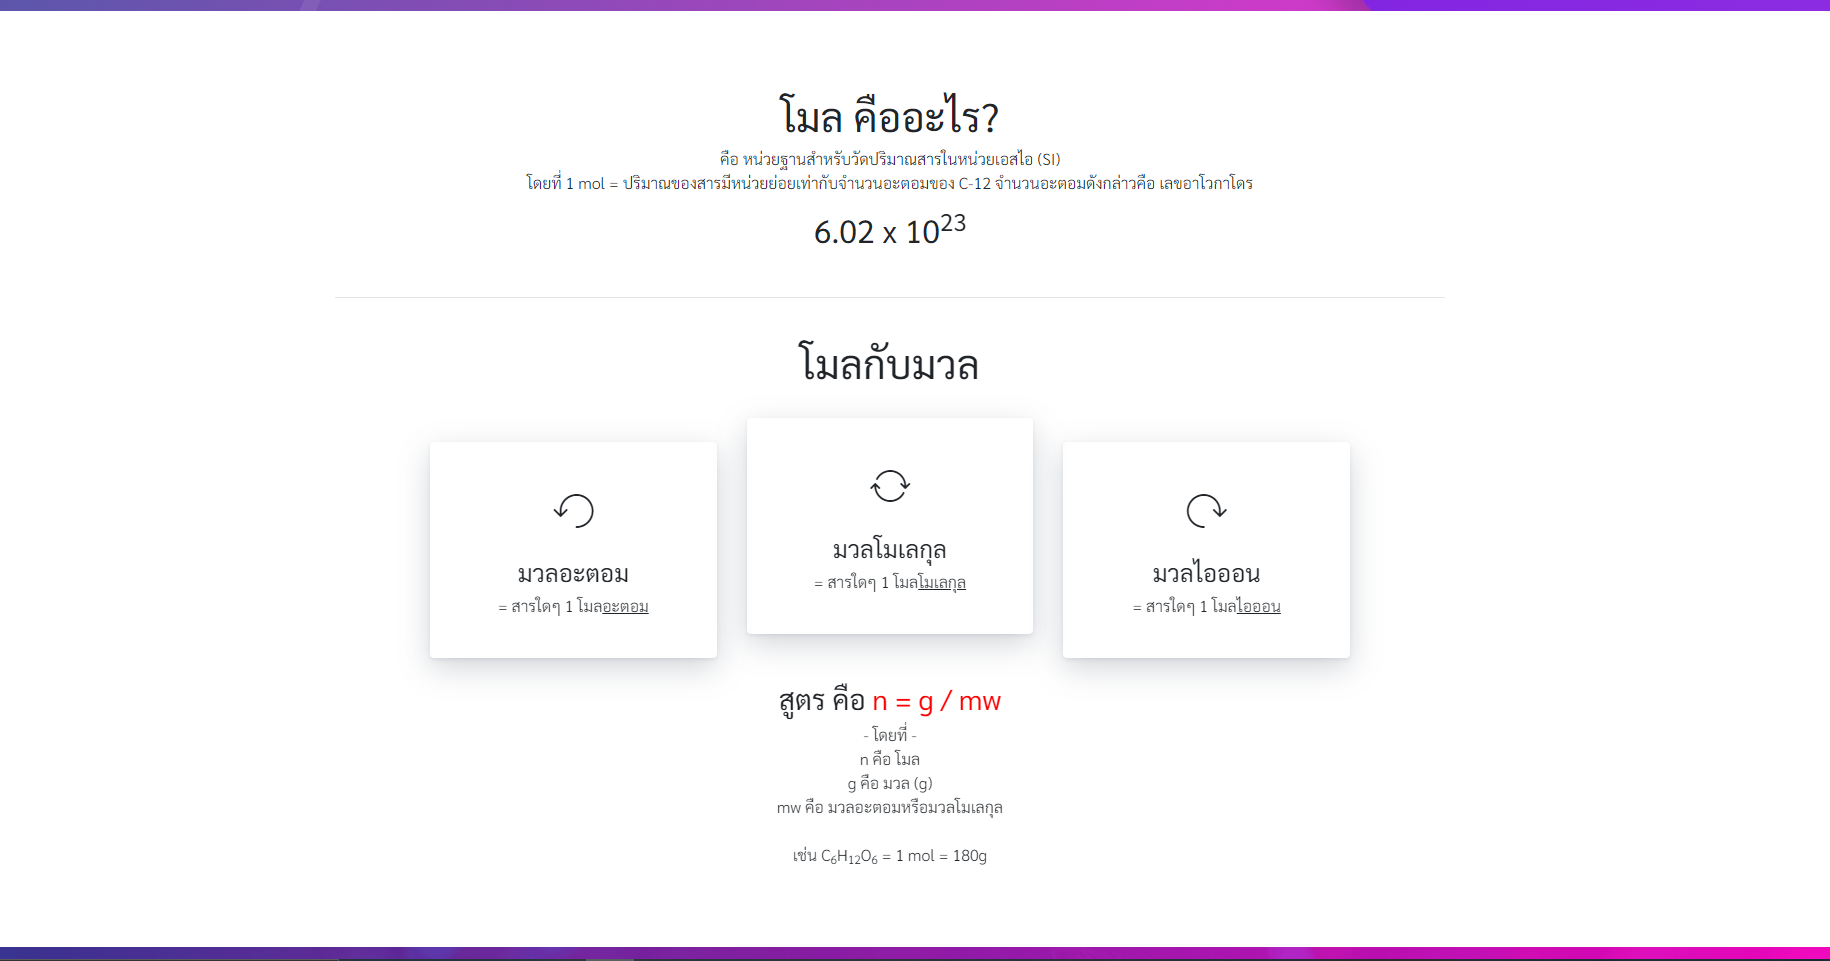 โมล คืออะไร?
คือ หน่วยฐานสำหรับวัดปริมาณสารในหน่วยเอสไอ (SI)
โดยที่ 1 mol = ปริมาณของสารมีหน่วยย่อยเท่ากับจำนวนอะตอมของ C-12 จำนวนอะตอมดังกล่าวคือ เลขอาโวกาโดร
6.02 x 10²³
โมลกับมวล
มวลอะตอม
= สารใดๆ 1 โมลอะตอม
มวลโมเลกุล
= สารใดๆ 1 โมลโมเลกุล
มวลไอออน
= สารใดๆ 1 โมลไอออน
สูตร คือ n = g / mw
- โดยที่ -
n คือ โมล
g คือ มวล (g)
mw คือ มวลอะตอมหรือมวลโมเลกุล
เช่น C₆H₁₂O₆ = 1 mol = 180g